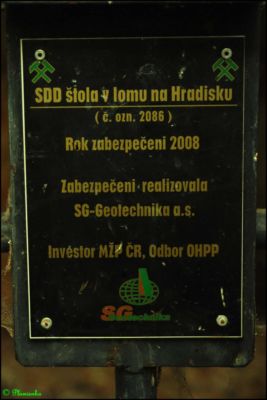 SDD štola v lomu na Hradisku
( č. ozn. 2086 )
Rok zabezpečení 2008
Zabezpečení realizovala
SG-Geotechnika a.s.
Investor MŽP ČR, Odbor OHPP
SG Geotechnika